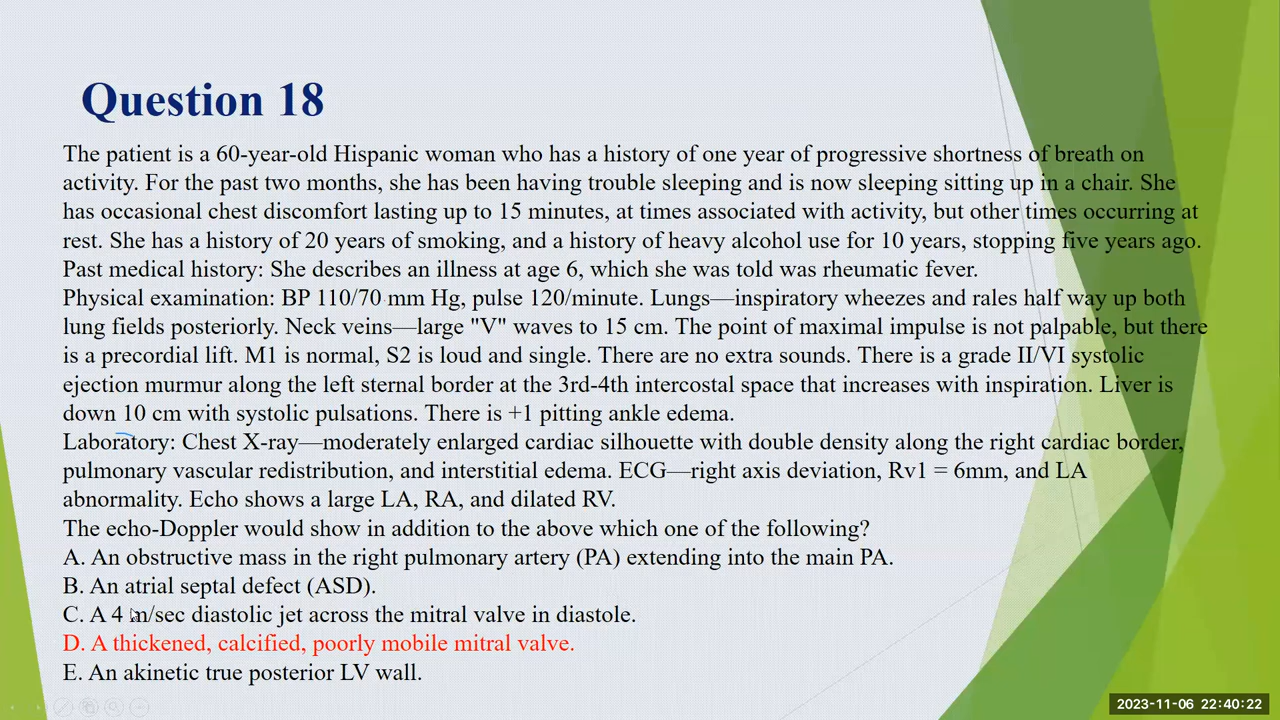 Question 18
The patient is a 60-year-old Hispanic woman who has a history of one year of progressive shortness of breath on
activity. For the past two months, she has been having trouble sleeping and is now sleeping sitting up in a chair. She
has occasional chest discomfort lasting up to 15 minutes, at times associated with activity, but other times occurring at
rest. She has a history of 20 years of smoking, and a history of heavy alcohol use for 10 years, stopping five years ago.
Past medical history: She describes an illness at age 6, which she was told was rheumatic fever.
Physical examination: BP 110/70 mm Hg, pulse 120/minute. Lungs—inspiratory wheezes and rales half way up both
lung fields posteriorly. Neck veins—large "V" waves to 15 cm. The point of maximal impulse is not palpable, but there
is a precordial lift. M1 is normal, S2 is loud and single. There are no extra sounds. There is a grade II/VI systolic
ejection murmur along the left sternal border at the 3rd-4th intercostal space that increases with inspiration. Liver is
down 10 cm with systolic pulsations. There is +1 pitting ankle edema.
Laboratory: Chest X-ray—moderately enlarged cardiac silhouette with double density along the right cardiac border,
pulmonary vascular redistribution, and interstitial edema. ECG—right axis deviation, Rv1 = 6mm, and LA
abnormality. Echo shows a large LA, RA, and dilated RV.
The echo-Doppler would show in addition to the above which one of the following?
A. An obstructive mass in the right pulmonary artery (PA) extending into the main PA.
B. An atrial septal defect (ASD).
C. A 4 m/sec diastolic jet across the mitral valve in diastole.
D. A thickened, calcified, poorly mobile mitral valve.
E. An akinetic true posterior LV wall.
2023-11-06 22:40:22